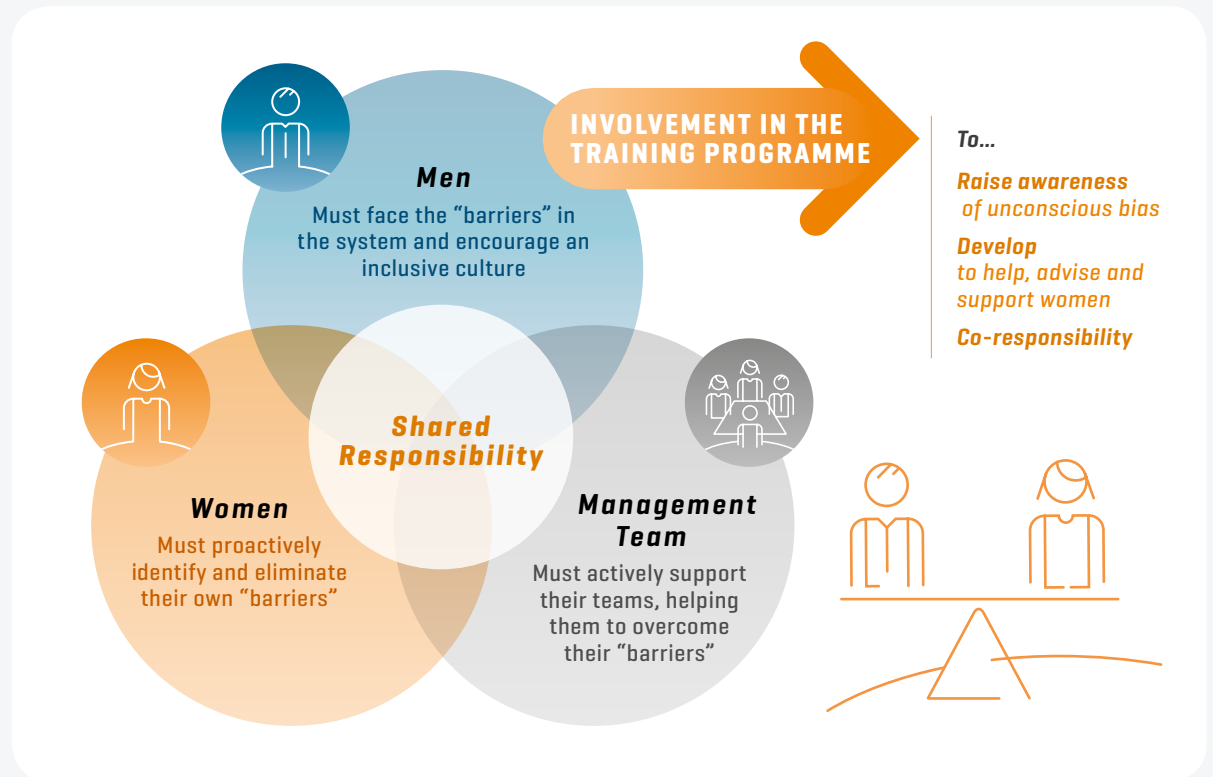 INVOLVEMENT IN THE
TRAINING PROGRAMME
To...
Raise awareness
of unconscious bias
Develop
to help, advise and
support women
Co-responsibility
Men
Must face the “barriers” in
the system and encourage an
inclusive culture
Shared
Responsibility
Women
Must proactively
identify and eliminate
their own “barriers”
Management
Team
Must actively support
their teams, helping
them to overcome
their “barriers”